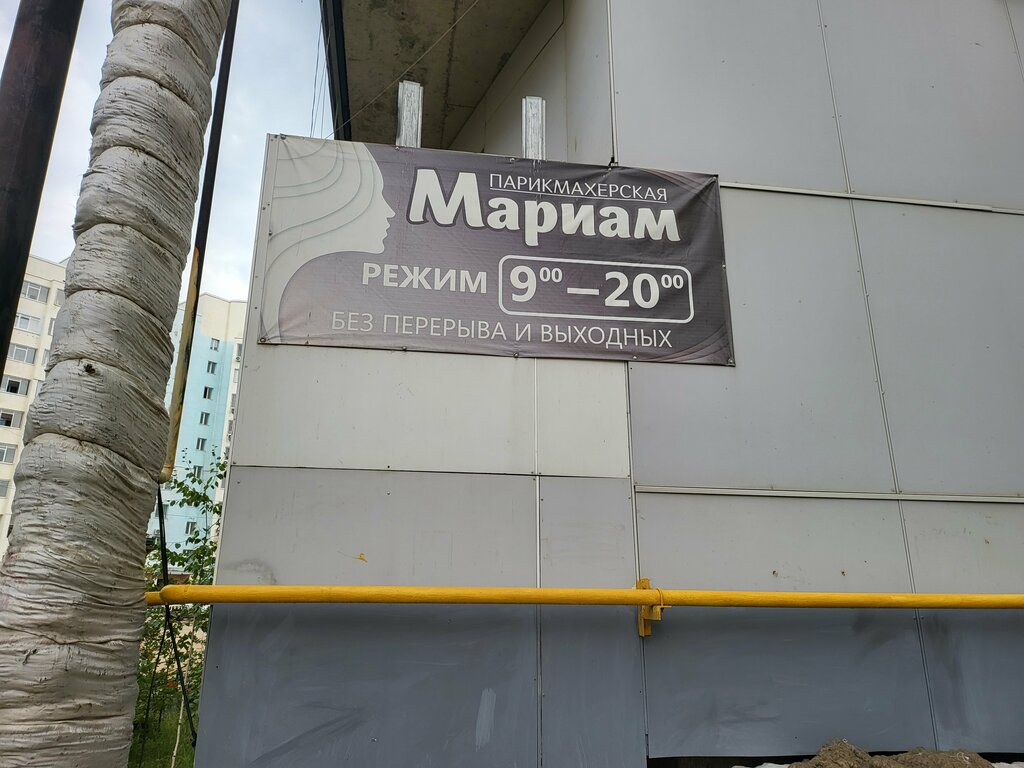 ПАРИКМАХЕРСКАЯ
Мариам
РЕЖИМ 9⁰⁰—20⁰⁰
БЕЗ ПЕРЕРЫВА И ВЫХОДНЫХ